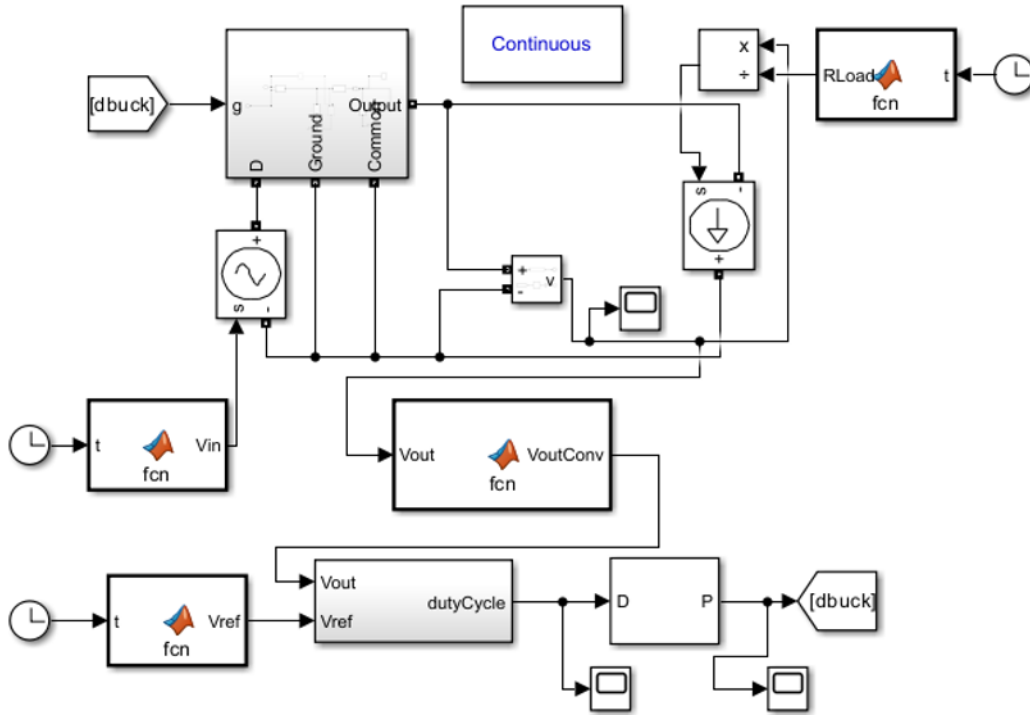 Continuous
x
÷
RLoad
t
fcn
[dbuck]
g
Output
D
Ground
Common
s
-
+
+
s
-
+
-
v
t
Vin
fcn
Vout
VoutConv
fcn
t
Vref
fcn
Vout
Vref
dutyCycle
D
P
[dbuck]